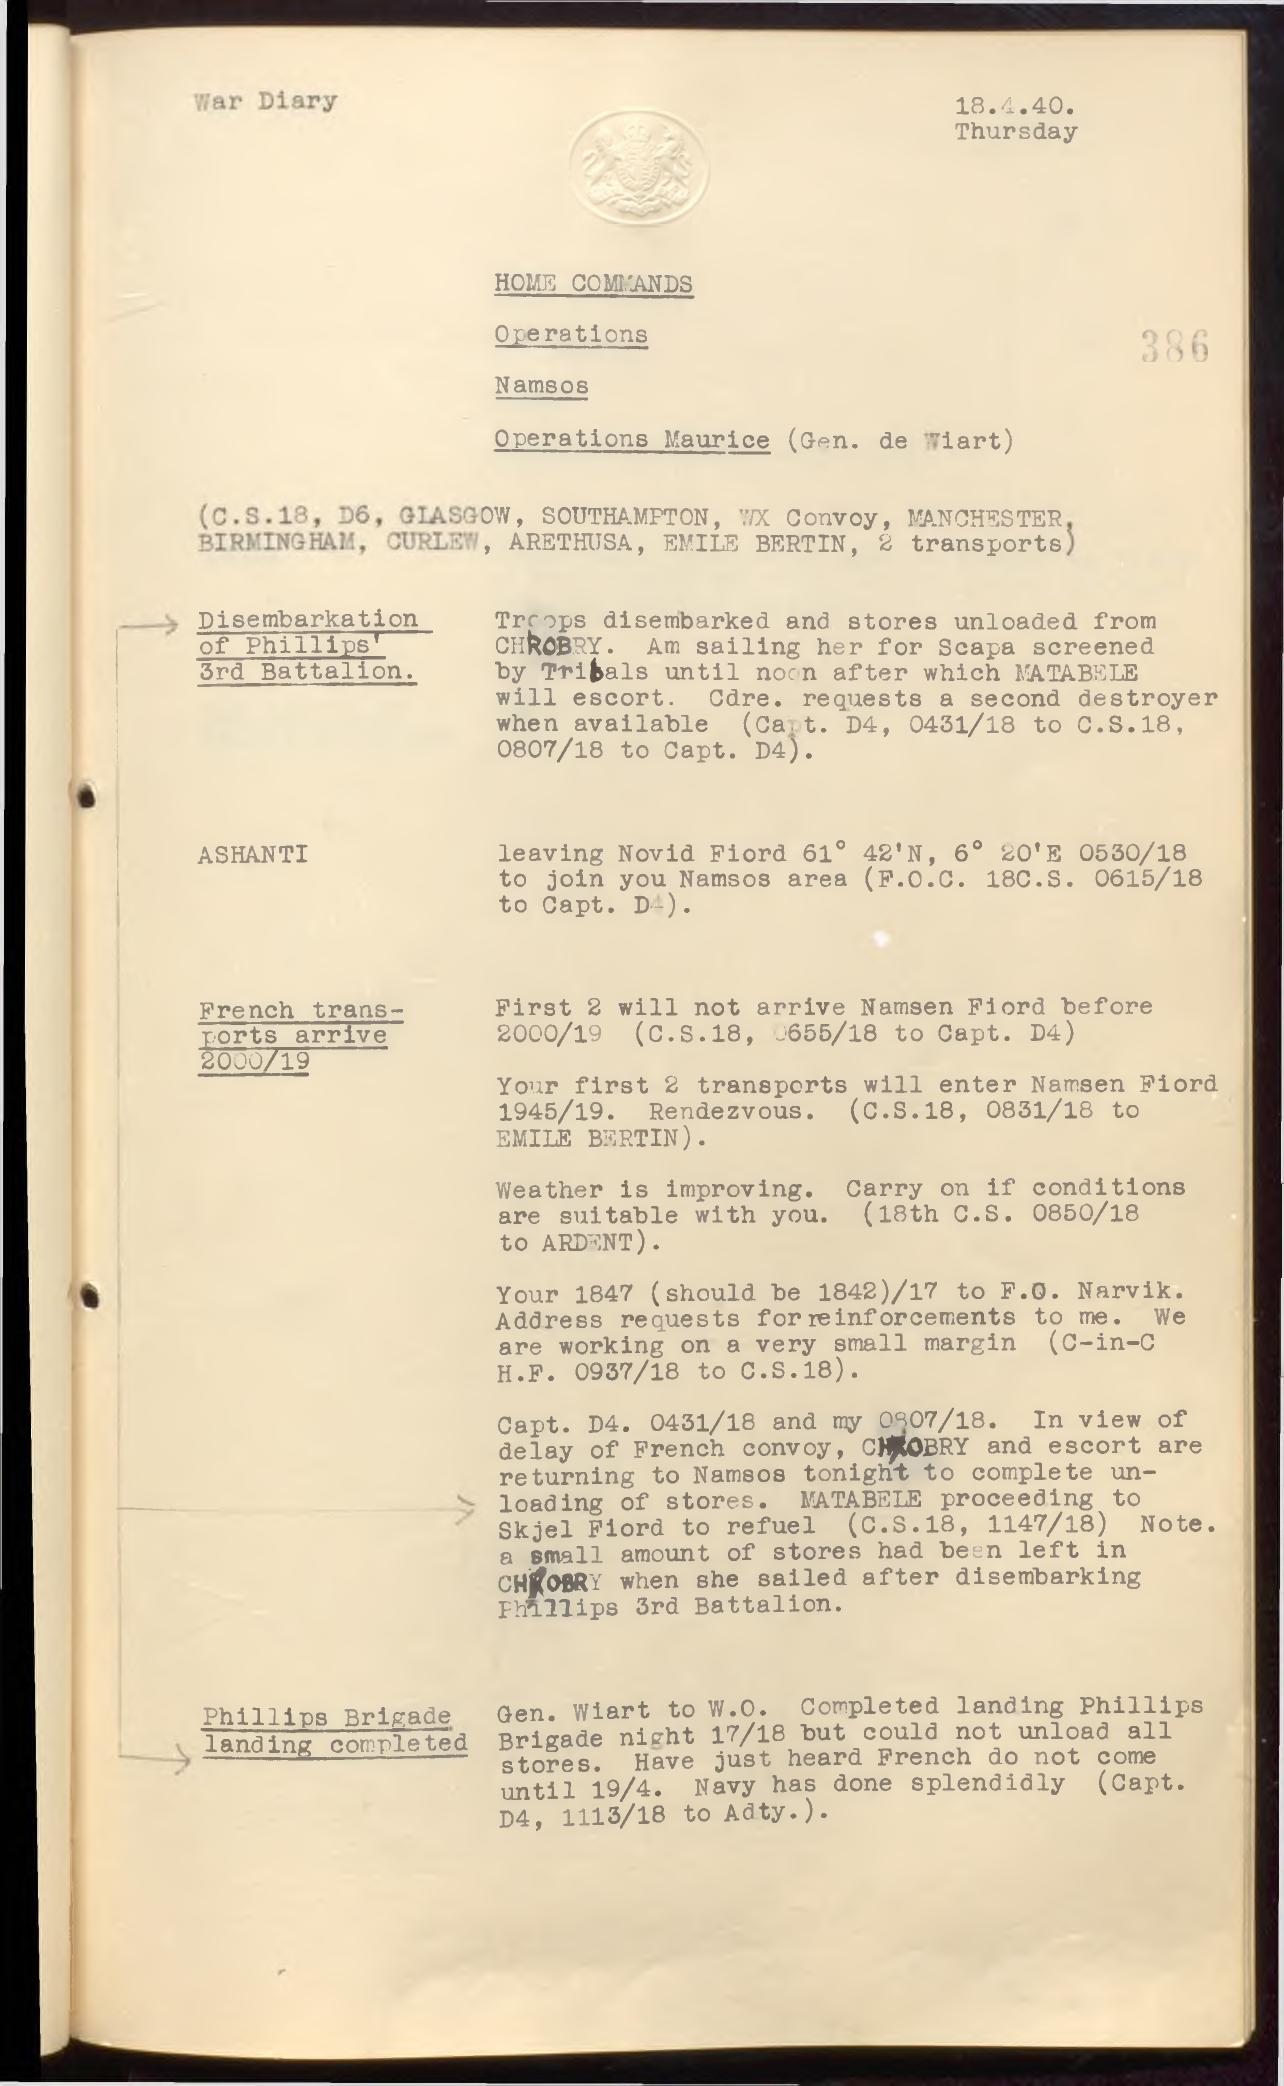 War Diary
18.4.40.
Thursday
HOME COMMANDS
Operations
386
Namsos
Operations Maurice (Gen. de Wiart)
(C.S.18, D6, GLASGOW, SOUTHAMPTON, WX Convoy, MANCHESTER,
BIRMINGHAM, CURLEW, ARETHUSA, EMILE BERTIN, 2 transports)
Disembarkation
of Phillips'
3rd Battalion.
Troops disembarked and stores unloaded from
CHROBRY. Am sailing her for Scapa screened
by Tribals until noon after which MATABELE
will escort. Cdre. requests a second destroyer
when available (Capt. D4, 0431/18 to C.S.18,
0807/18 to Capt. D4).
ASHANTI
leaving Novid Fiord 61° 42'N, 6° 20'E 0530/18
to join you Namsos area (F.O.C. 18C.S. 0615/18
to Capt. D4).
French trans-
ports arrive
2000/19
First 2 will not arrive Namsen Fiord before
2000/19 (C.S.18, 0655/18 to Capt. D4)
Your first 2 transports will enter Namsen Fiord
1945/19. Rendezvous. (C.S.18, 0831/18 to
EMILE BERTIN).
Weather is improving. Carry on if conditions
are suitable with you. (18th C.S. 0850/18
to ARDENT).
Your 1847 (should be 1842)/17 to F.O. Narvik.
Address requests for reinforcements to me. We
are working on a very small margin (C-in-C
H.F. 0937/18 to C.S.18).
Capt. D4. 0431/18 and my 0807/18. In view of
delay of French convoy, CHROBRY and escort are
returning to Namsos tonight to complete un-
loading of stores. MATABELE proceeding to
Skjel Fiord to refuel (C.S.18, 1147/18) Note.
a small amount of stores had been left in
CHROBRY when she sailed after disembarking
Phillips 3rd Battalion.
Phillips Brigade
landing completed
Gen. Wiart to W.O. Completed landing Phillips
Brigade night 17/18 but could not unload all
stores. Have just heard French do not come
until 19/4. Navy has done splendidly (Capt.
D4, 1113/18 to Adty.).